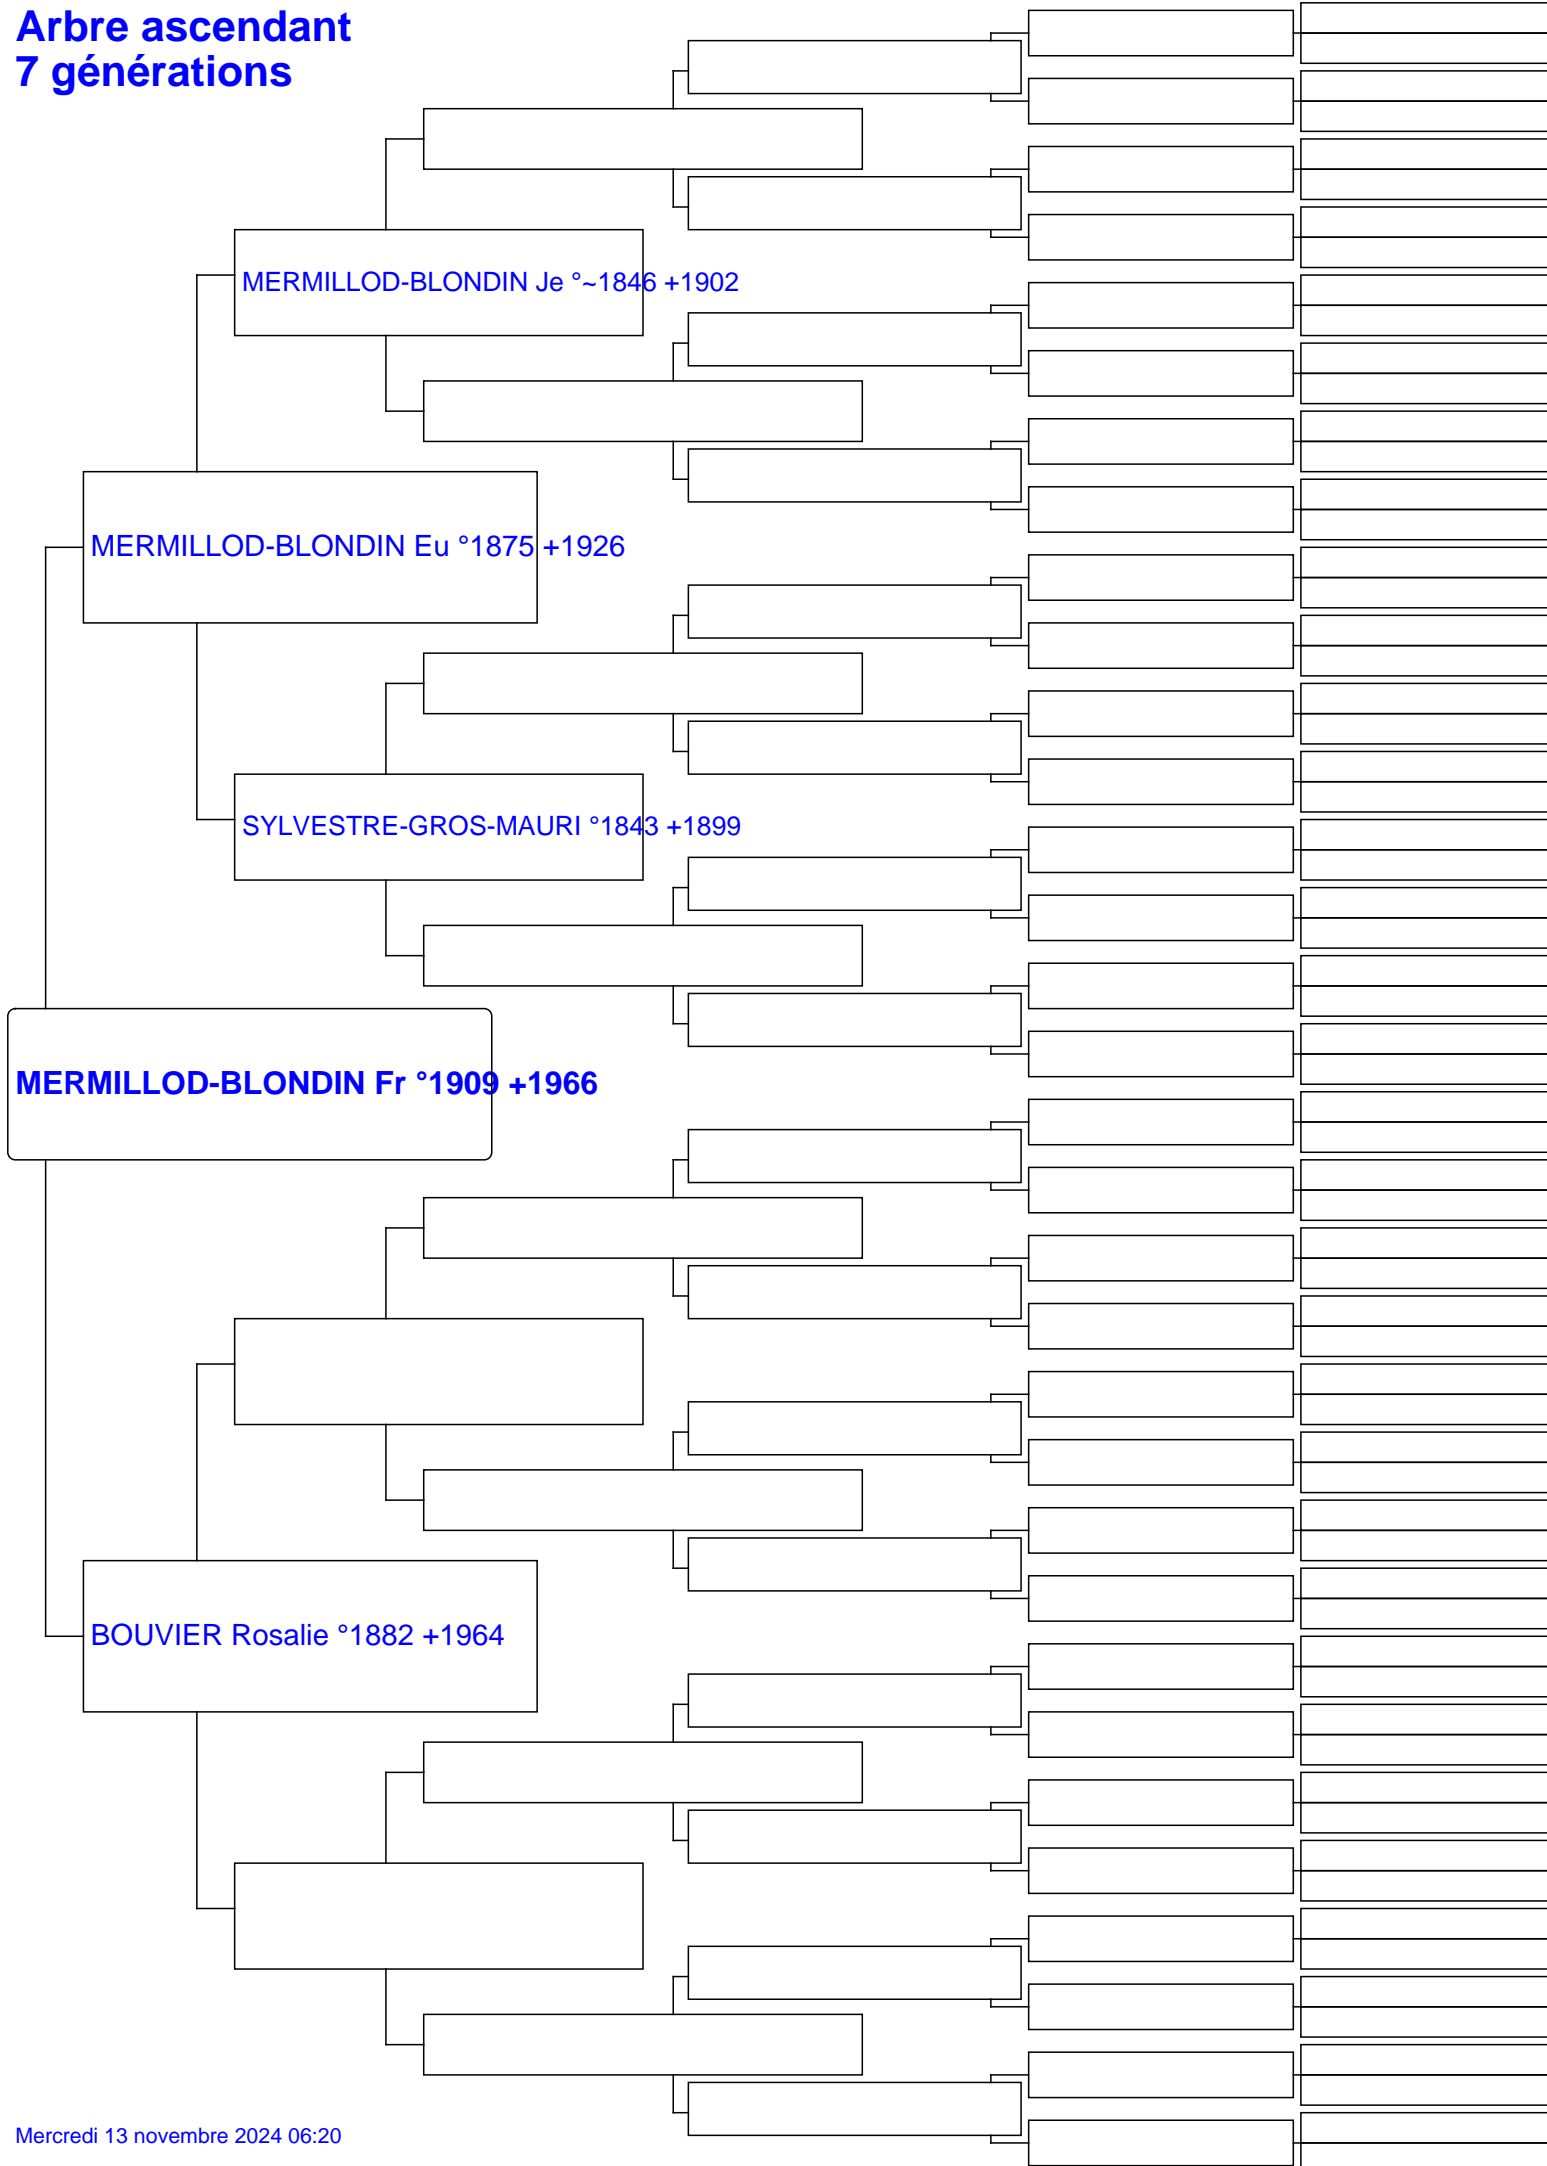 Arbre ascendant
7 générations
MERMILLOD-BLONDIN Je °~1846 +1902
MERMILLOD-BLONDIN Eu °1875 +1926
SYLVESTRE-GROS-MAURI °1843 +1899
MERMILLOD-BLONDIN Fr °1909 +1966
BOUVIER Rosalie °1882 +1964
Mercredi 13 novembre 2024 06:20